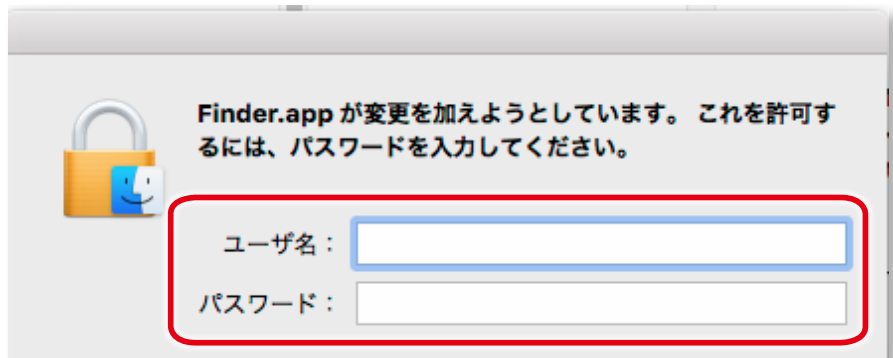 Finder.app が変更を加えようとしています。 これを許可す
るには、パスワードを入力してください。
ユーザ名：
パスワード：